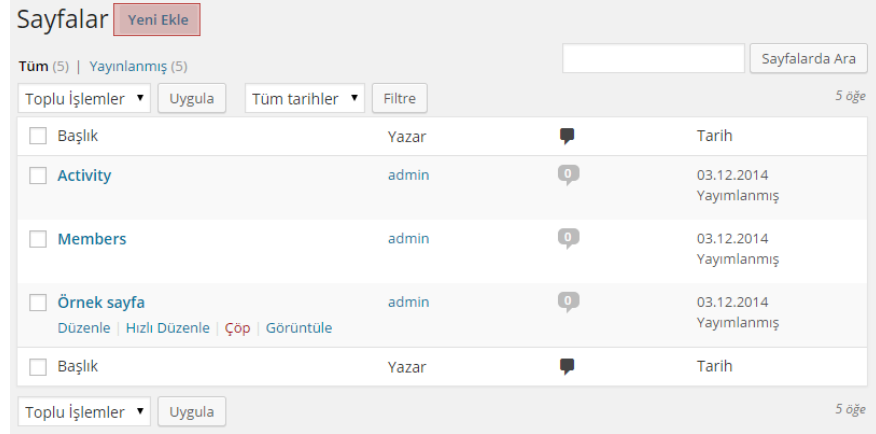 Sayfalar Yeni Ekle
Tüm (5) | Yayınlanmış (5)
Sayfalarda Ara
Toplu İşlemler Uygula Tüm tarihler Filtre 5 öğe
Başlık Yazar Tarih
Activity admin 0 03.12.2014
Yayımlanmış
Members admin 0 03.12.2014
Yayımlanmış
Örnek sayfa admin 0 03.12.2014
Düzenle | Hızlı Düzenle | Çöp | Görüntüle Yayımlanmış
Başlık Yazar Tarih
Toplu İşlemler Uygula 5 öğe